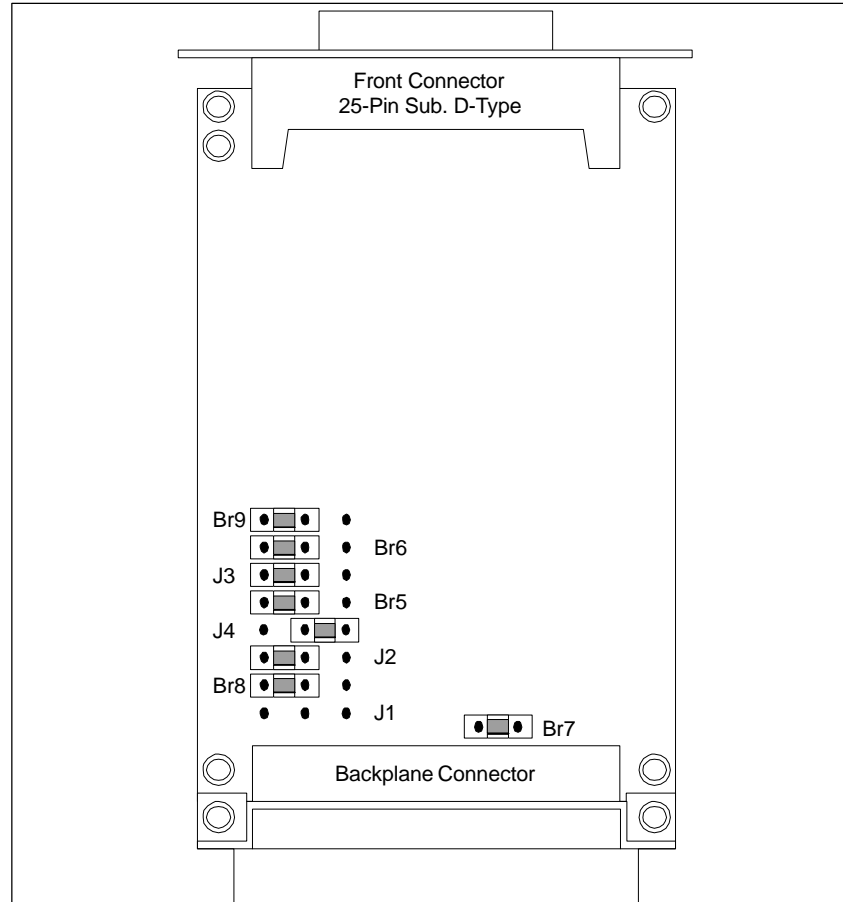 Front Connector
25-Pin Sub. D-Type
Br9
Br6
J3
Br5
J4
J2
Br8
J1
Br7
Backplane Connector